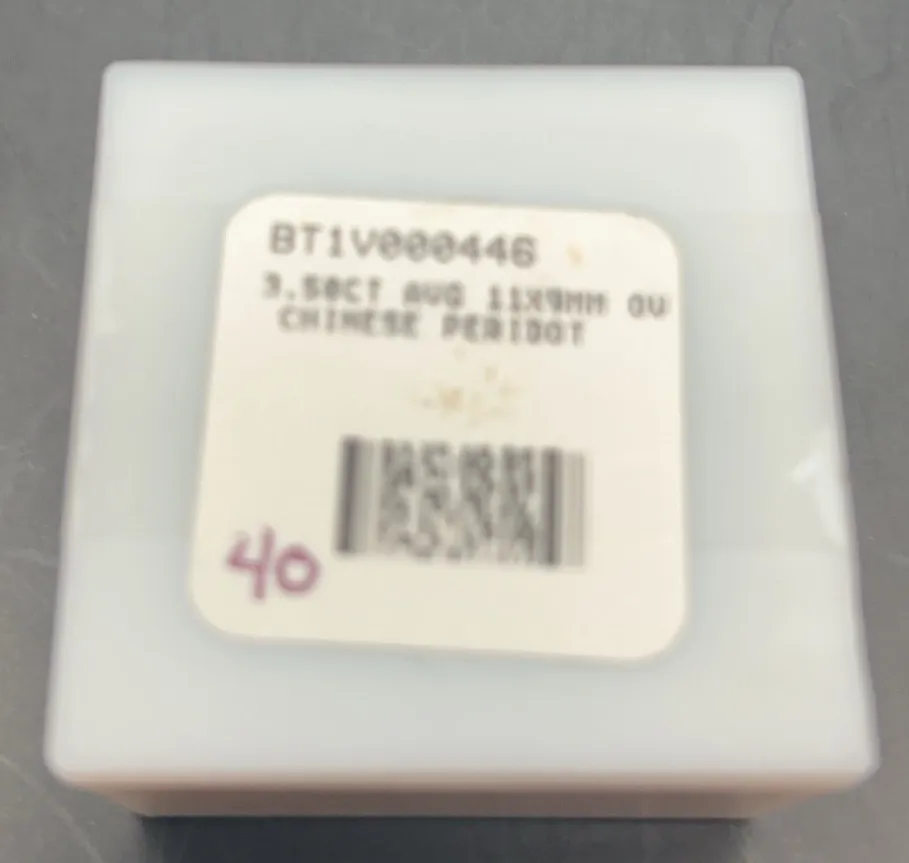 BT1V000446
3.50CT AVG 11X9MM OV
CHINESE PERIDOT
40